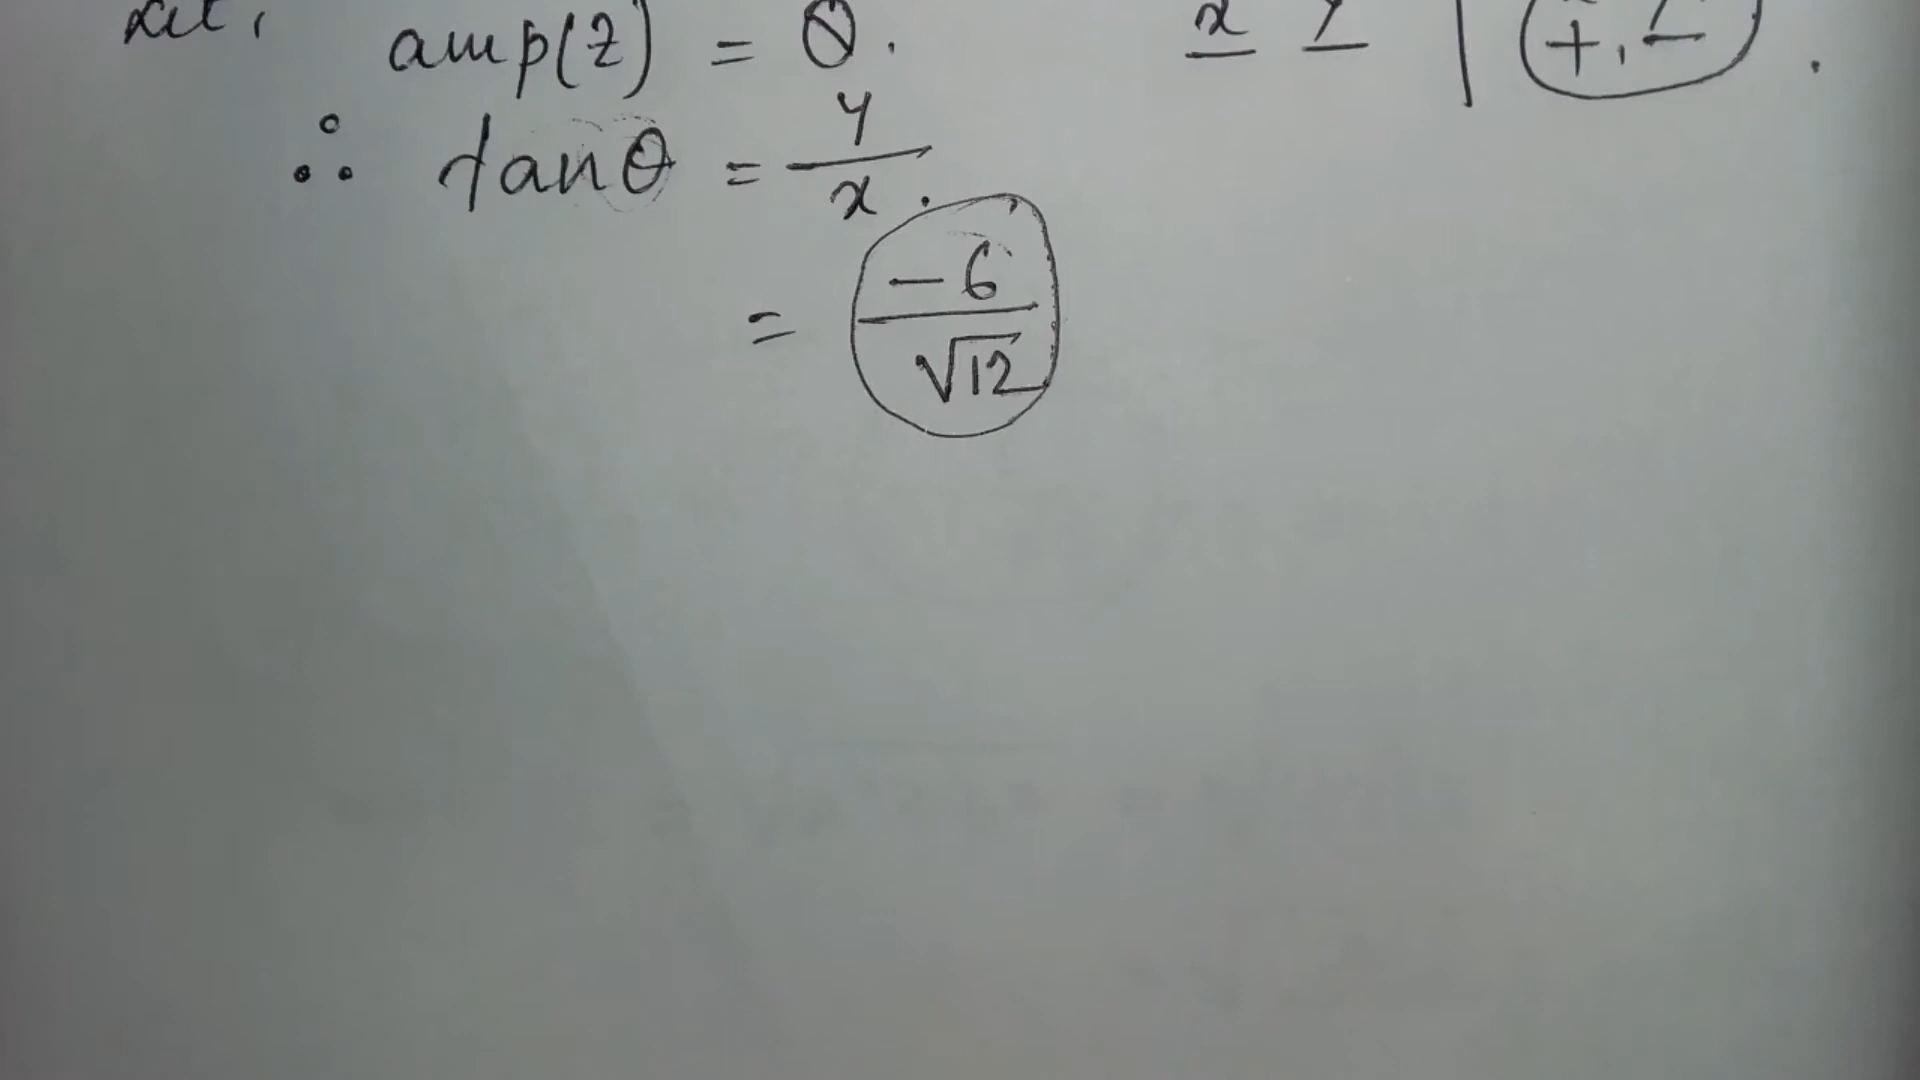 Let, amp(z) = θ. x y | +, -
∴ tanθ = y/x.
= -6/√12